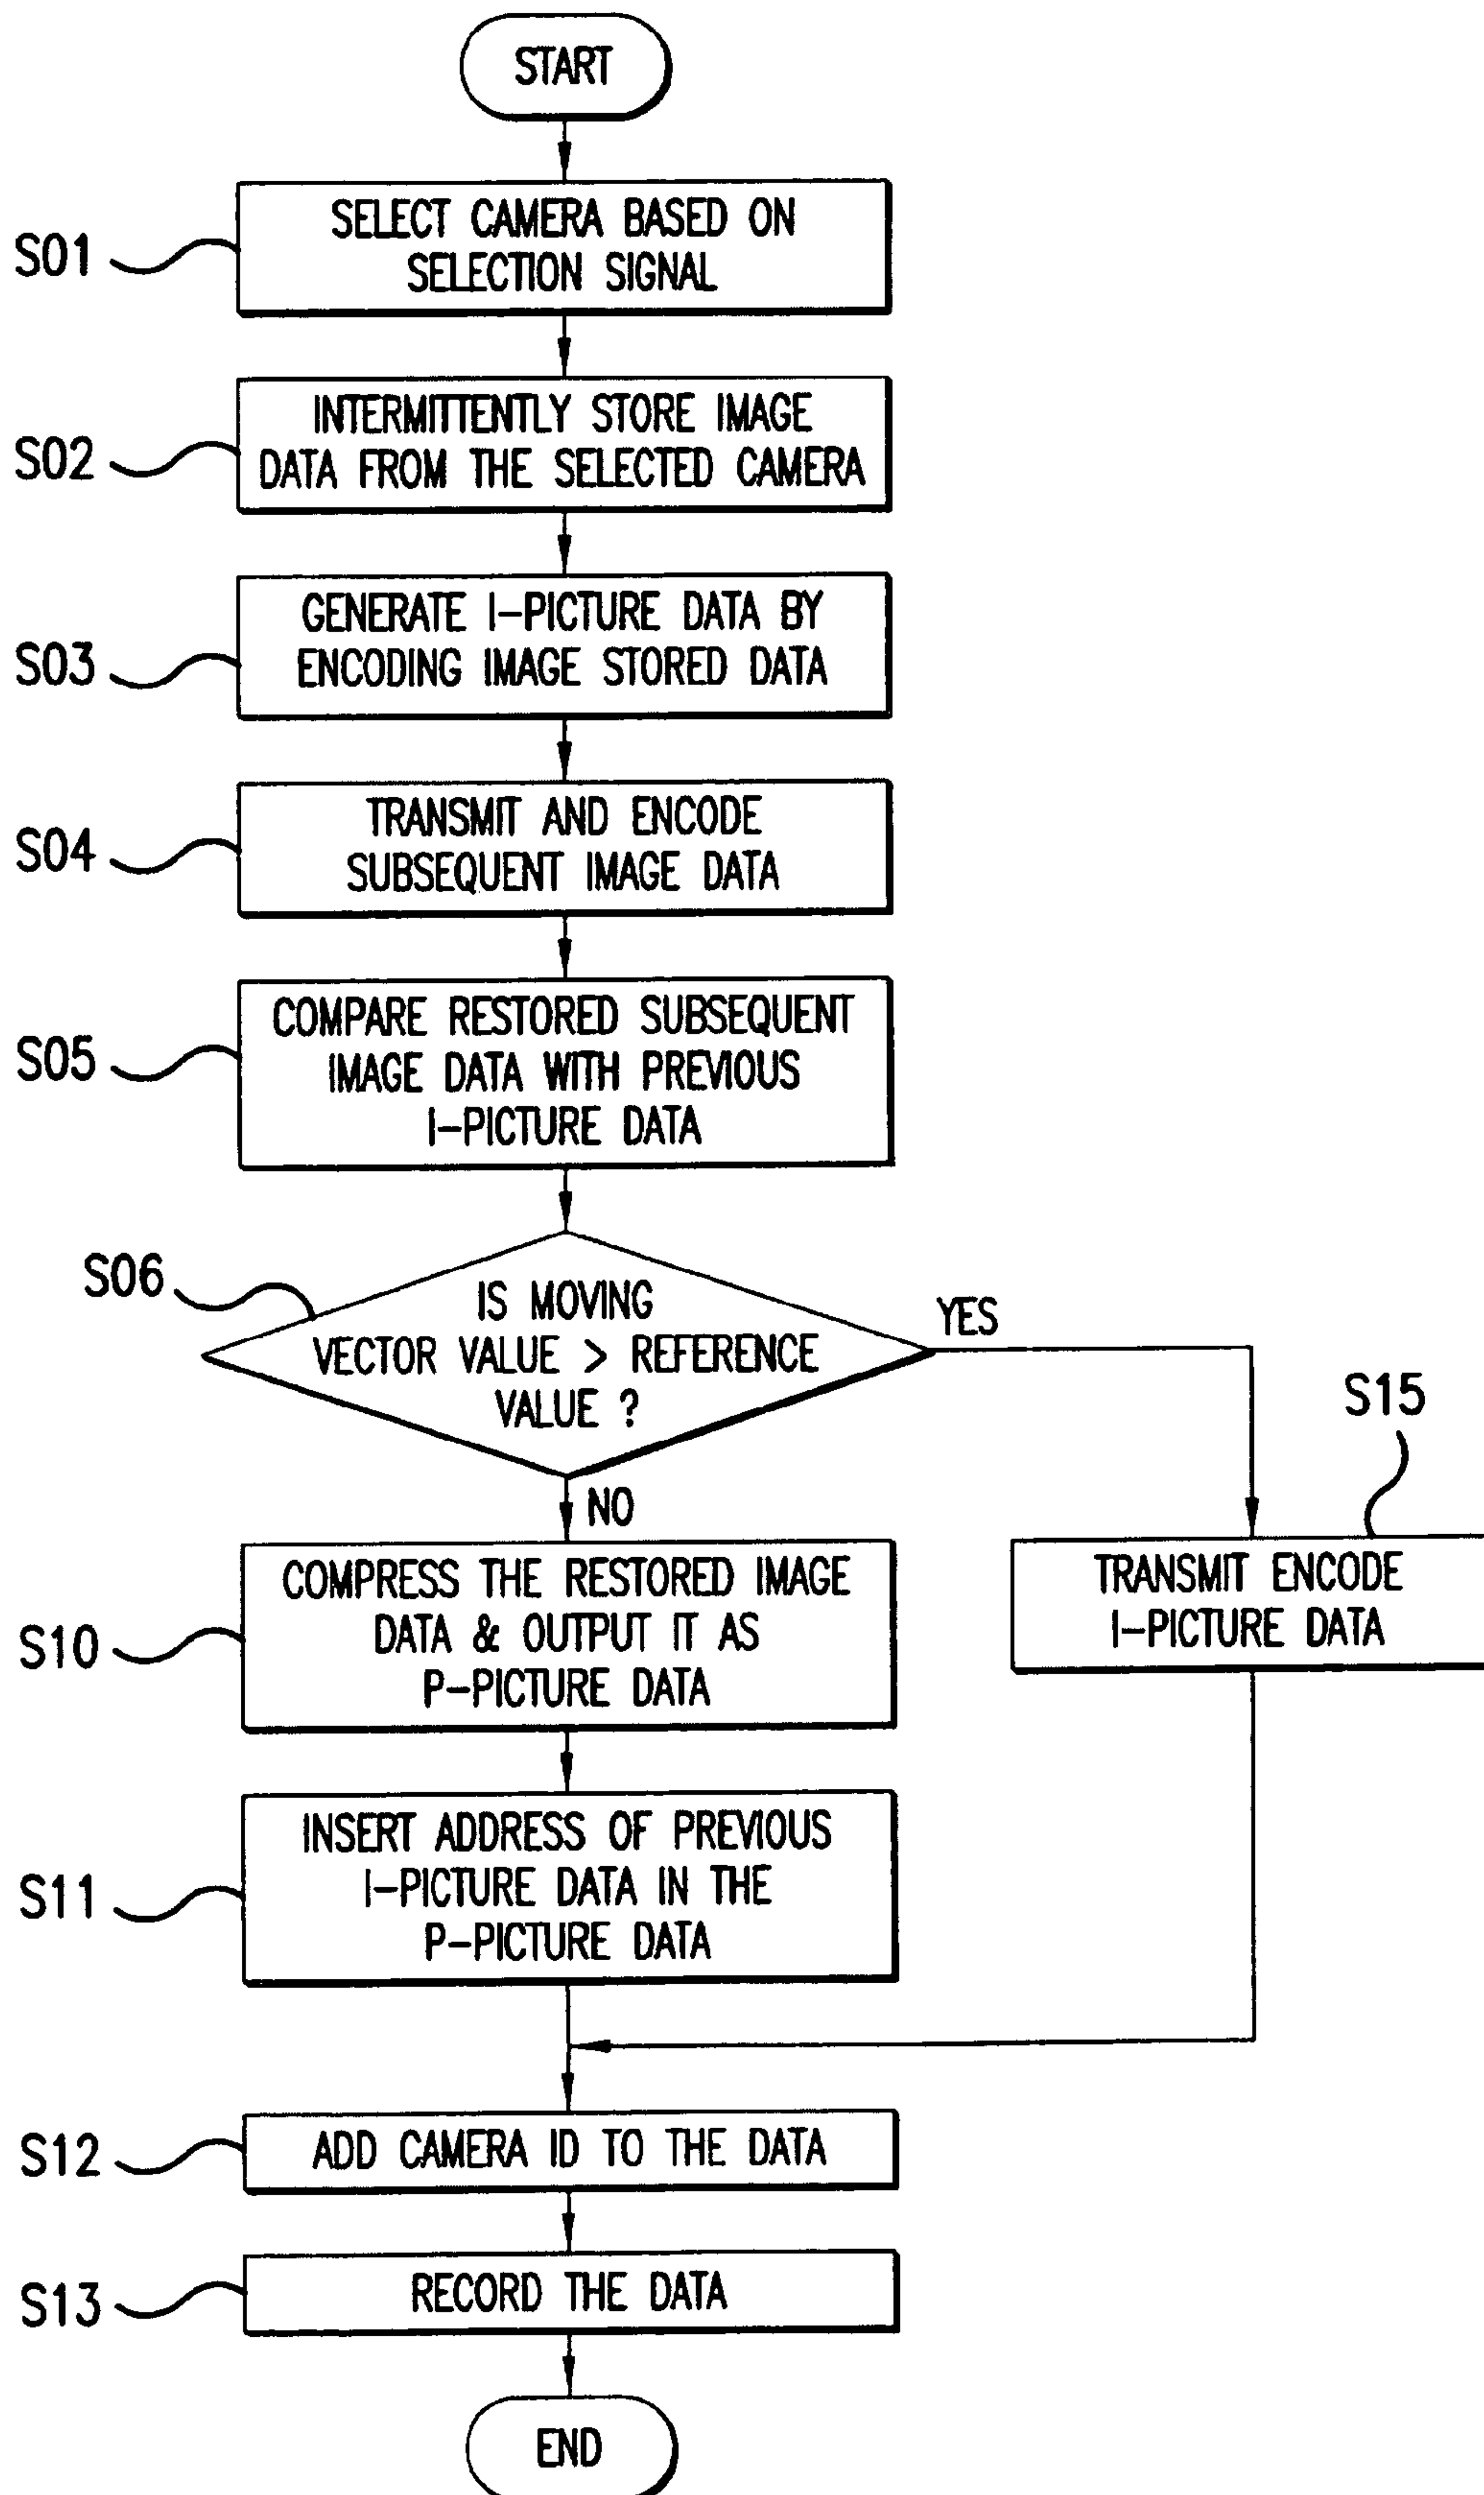 START
S01
SELECT CAMERA BASED ON
SELECTION SIGNAL
S02
INTERMITTENTLY STORE IMAGE
DATA FROM THE SELECTED CAMERA
S03
GENERATE I-PICTURE DATA BY
ENCODING IMAGE STORED DATA
S04
TRANSMIT AND ENCODE
SUBSEQUENT IMAGE DATA
S05
COMPARE RESTORED SUBSEQUENT
IMAGE DATA WITH PREVIOUS
I-PICTURE DATA
S06
IS MOVING
VECTOR VALUE > REFERENCE
VALUE ?
YES
NO
S15
TRANSMIT ENCODE
I-PICTURE DATA
S10
COMPRESS THE RESTORED IMAGE
DATA & OUTPUT IT AS
P-PICTURE DATA
S11
INSERT ADDRESS OF PREVIOUS
I-PICTURE DATA IN THE
P-PICTURE DATA
S12
ADD CAMERA ID TO THE DATA
S13
RECORD THE DATA
END